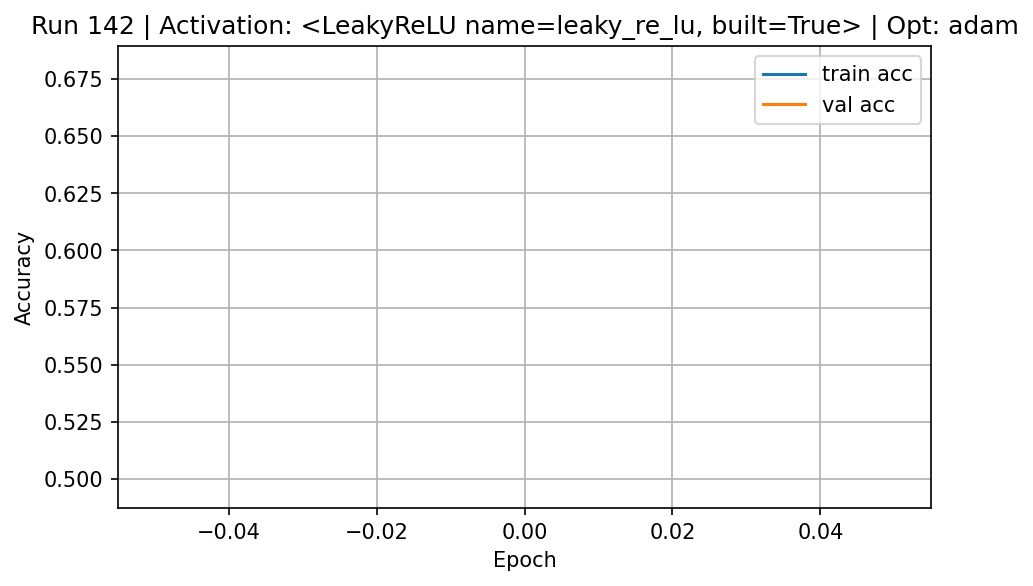 Run 142 | Activation: <LeakyReLU name=leaky_re_lu, built=True> | Opt: adam
train acc
val acc
0.675
0.650
0.625
0.600
0.575
0.550
0.525
0.500
Accuracy
−0.04
−0.02
0.00
0.02
0.04
Epoch